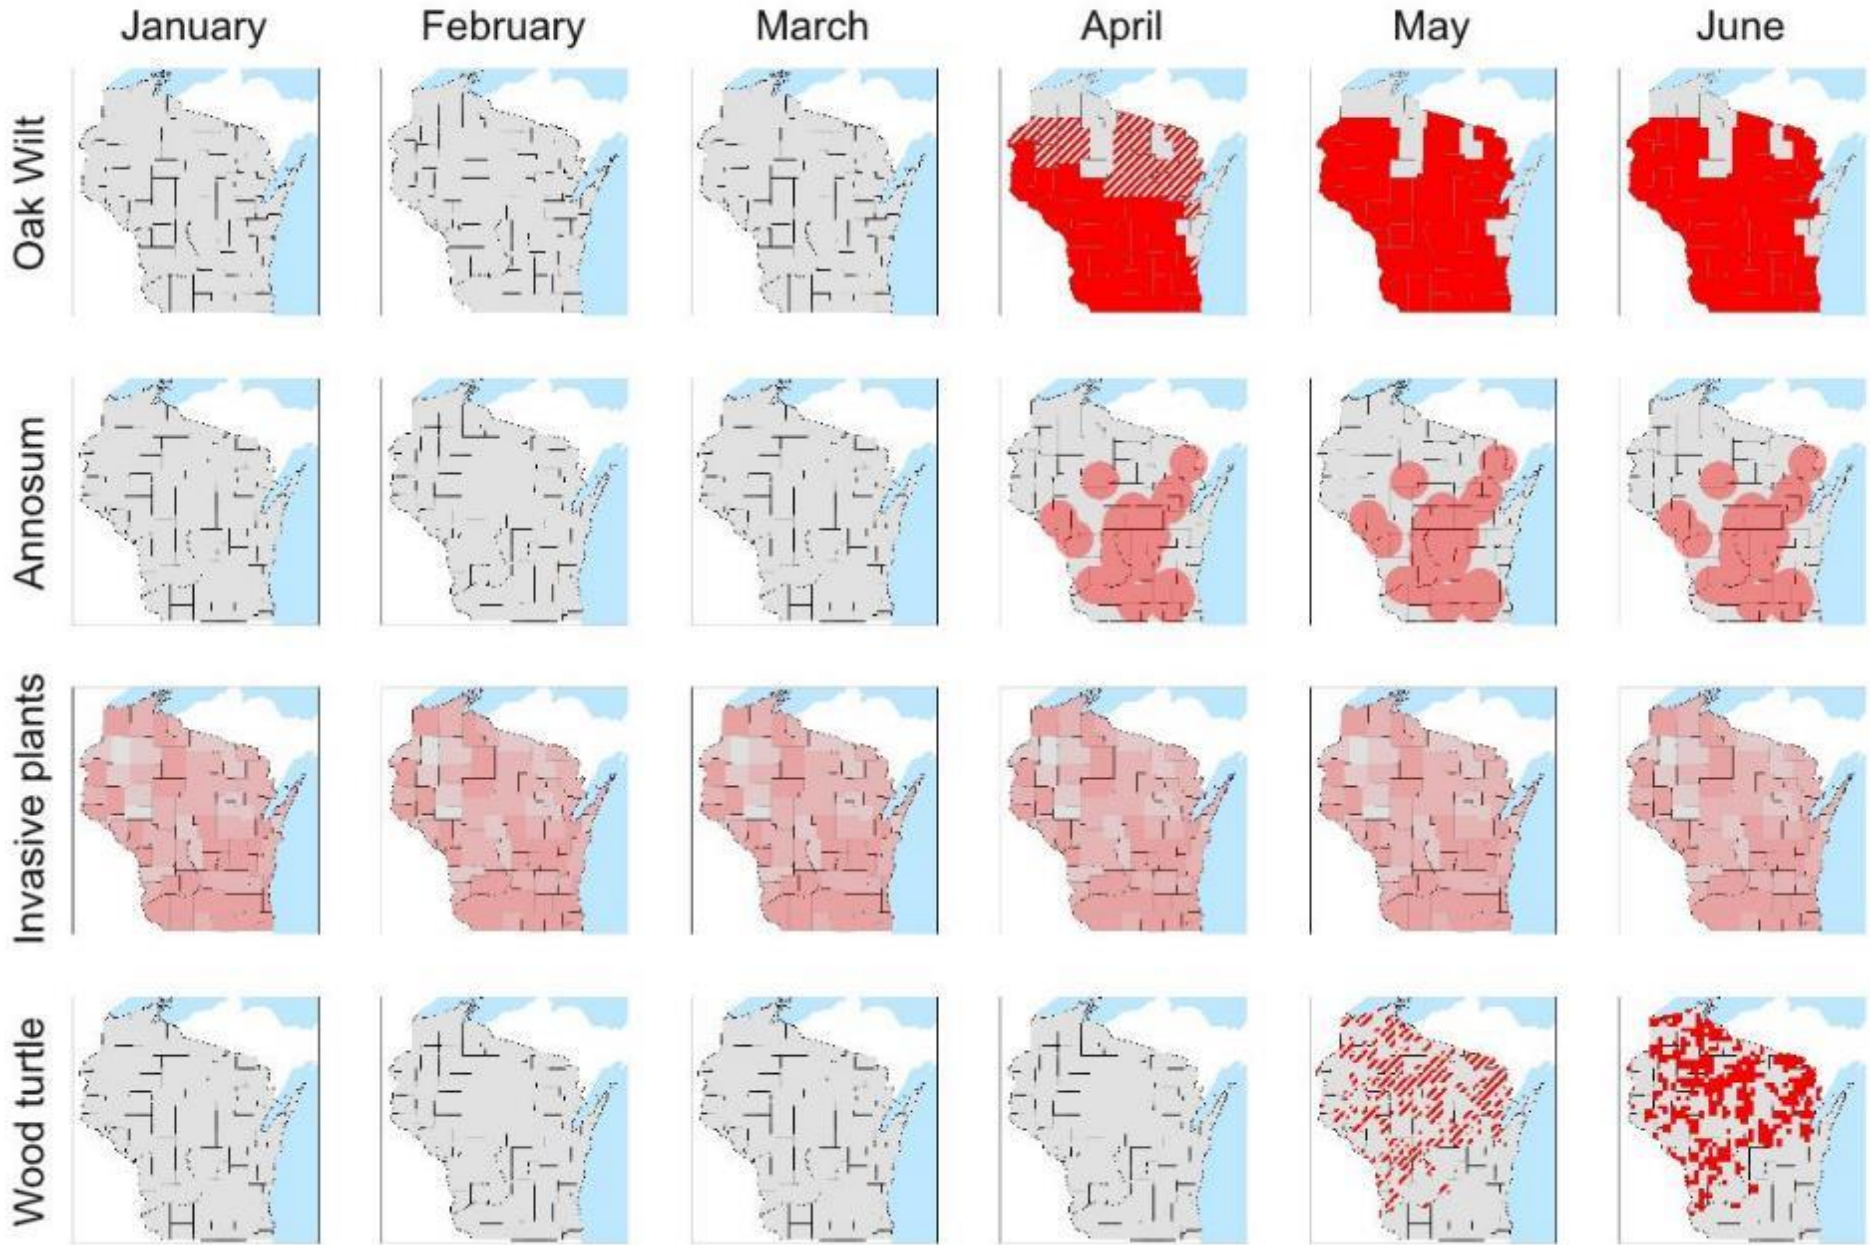 January February March April May June
Oak Wilt
Annosum
Invasive plants
Wood turtle